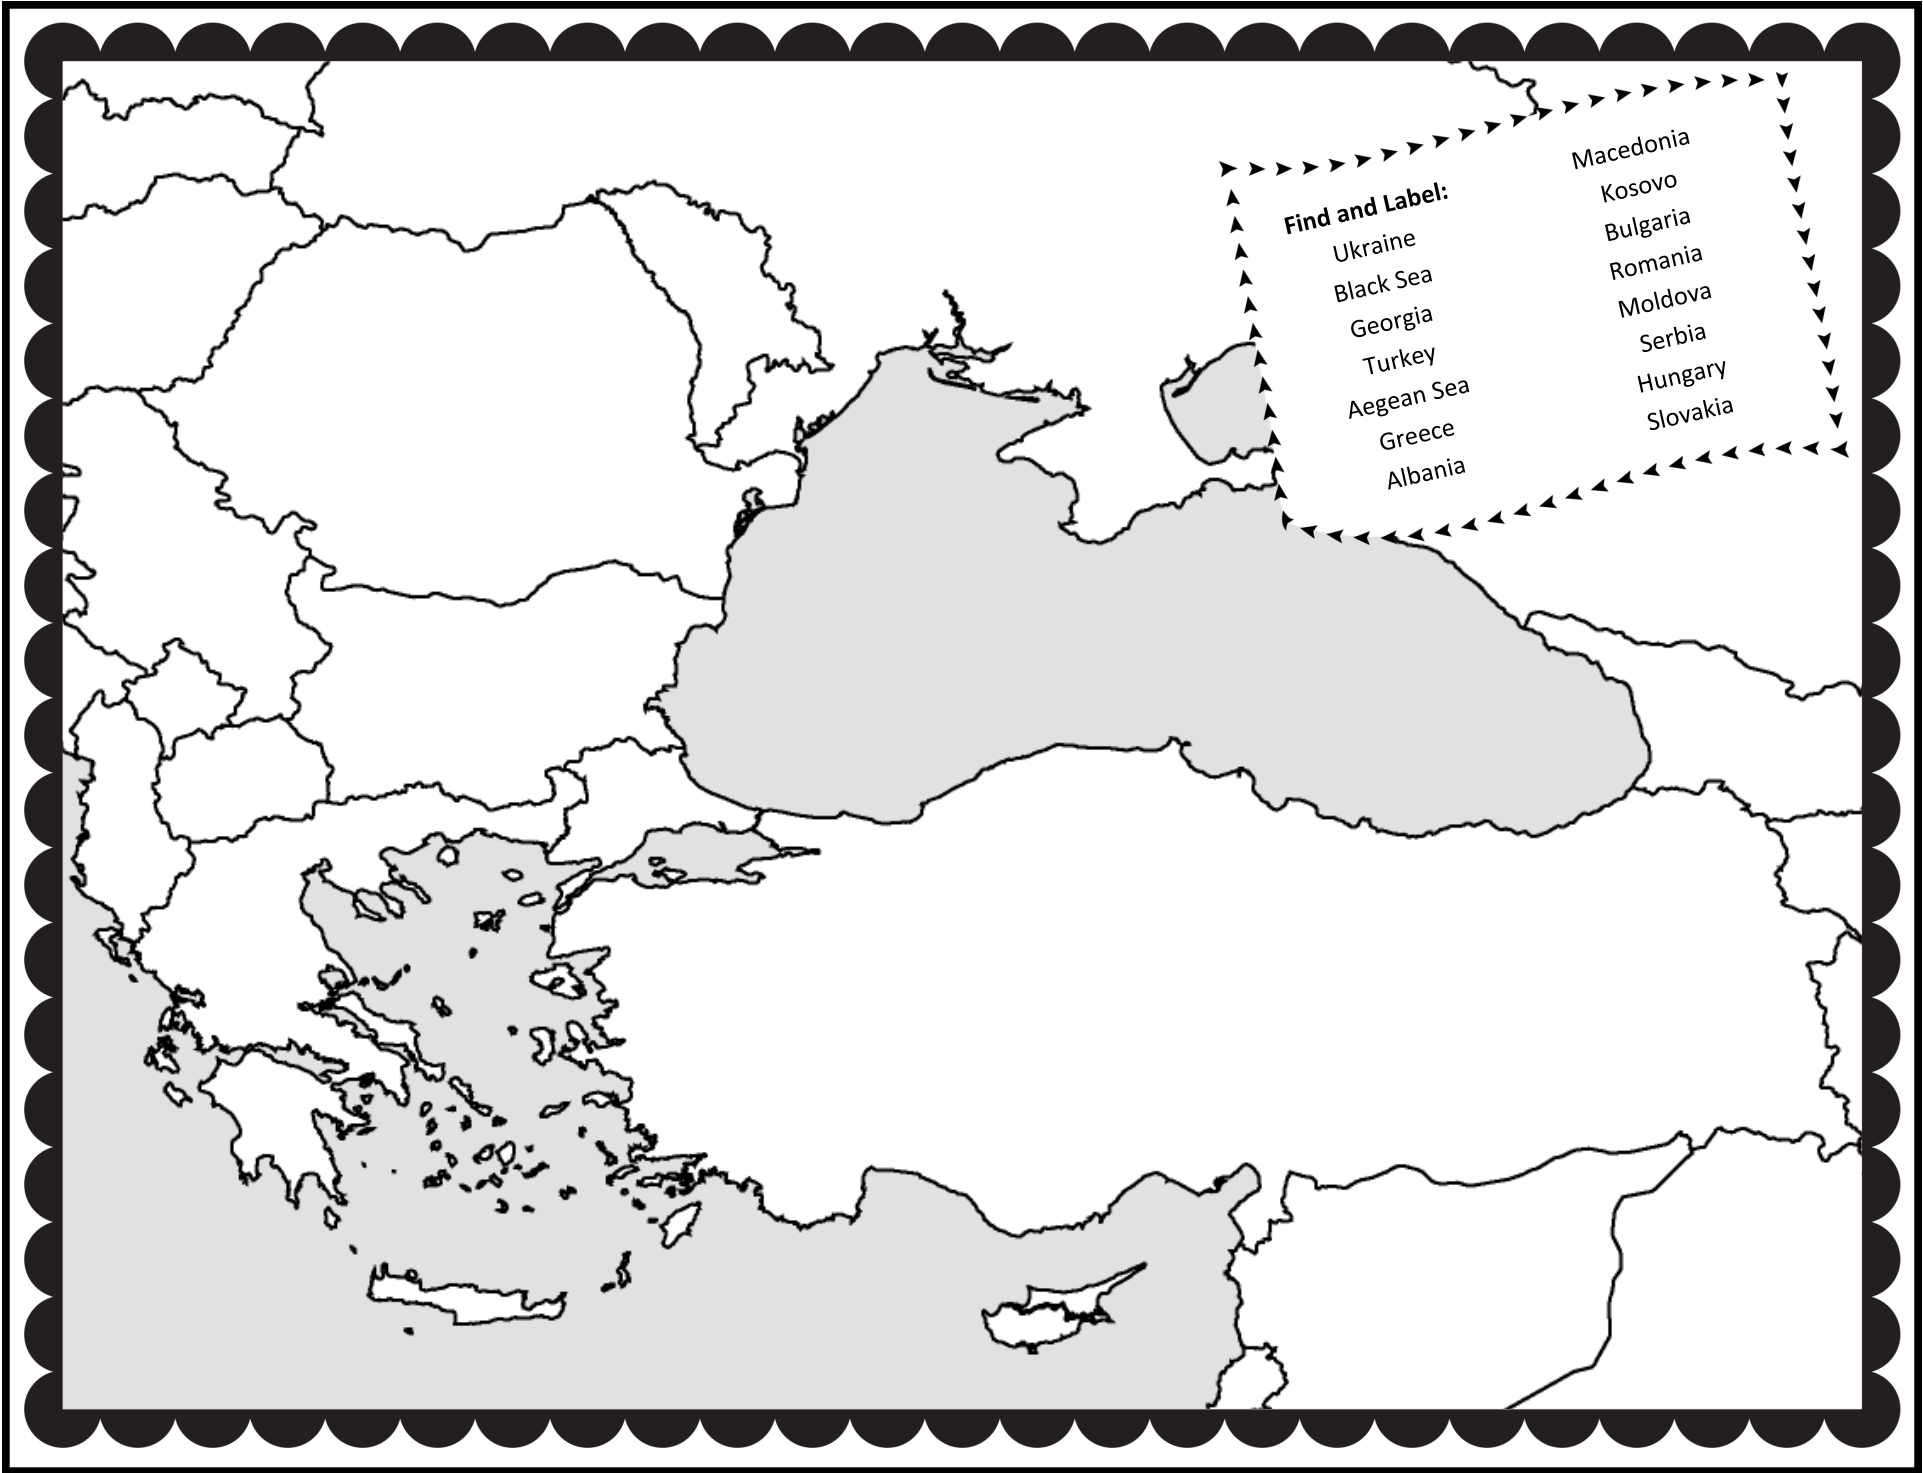 Find and Label:
Ukraine
Black Sea
Georgia
Turkey
Aegean Sea
Greece
Albania
Macedonia
Kosovo
Bulgaria
Romania
Moldova
Serbia
Hungary
Slovakia